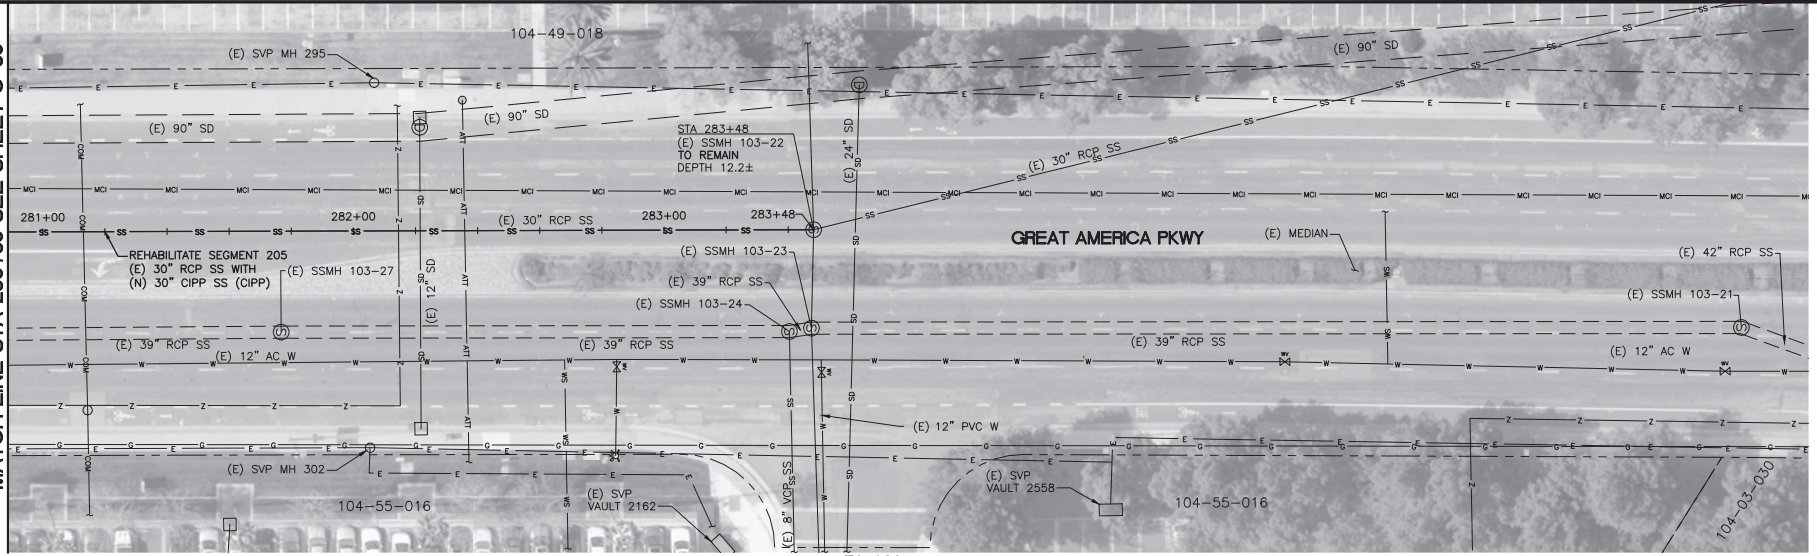 104-49-018
(E) SVP MH 295
(E) 90" SD
(E) 90" SD
(E) 90" SD
STA 283+48
(E) SSMH 103-22
TO REMAIN
DEPTH 12.2±
(E) 24" SD
(E) 30" RCP SS
281+00
282+00
(E) 30" RCP SS
283+00
283+48
GREAT AMERICA PKWY
(E) MEDIAN
(E) 42" RCP SS
REHABILITATE SEGMENT 205
(E) 30" RCP SS WITH
(N) 30" CIPP SS (CIPP)
(E) SSMH 103-27
(E) 12" SD
(E) SSMH 103-23
(E) 39" RCP SS
(E) SSMH 103-24
(E) SSMH 103-21
(E) 39" RCP SS
(E) 12" AC W
(E) 39" RCP SS
(E) 39" RCP SS
(E) 12" AC W
(E) 12" PVC W
(E) SVP MH 302
104-55-016
(E) SVP
VAULT 2162
(E) 8" VCP SS
(E) SVP
VAULT 2558
104-55-016
104-03-030